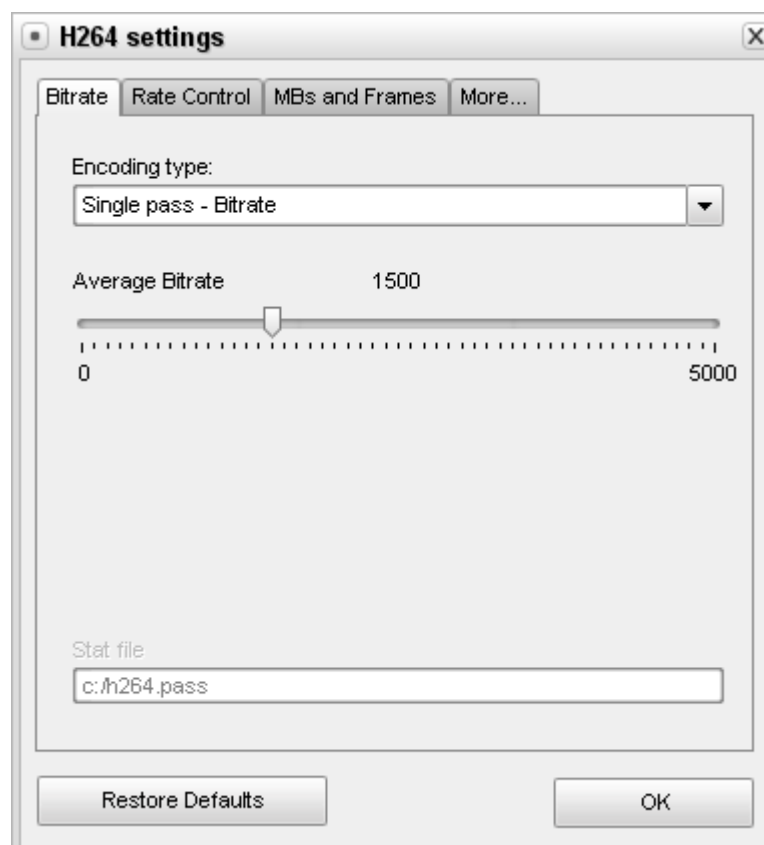 H264 settings
Bitrate Rate Control MBs and Frames More...
Encoding type:
Single pass - Bitrate
Average Bitrate 1500
0 5000
Stat file
c:/h264.pass
Restore Defaults OK